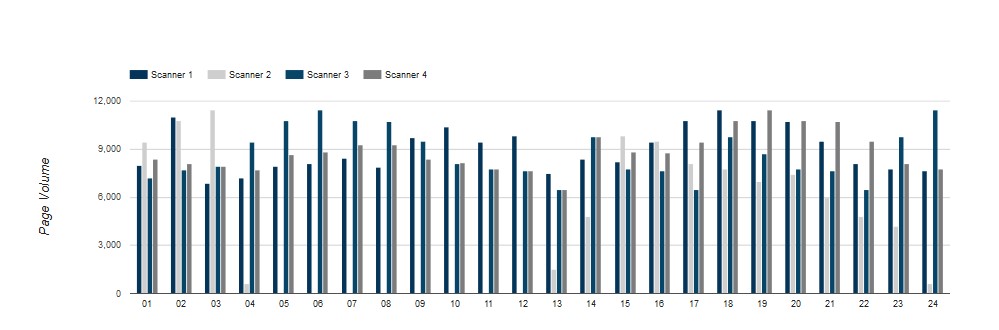 Scanner 1 Scanner 2 Scanner 3 Scanner 4
12,000
9,000
6,000
3,000
0
Page Volume
01 02 03 04 05 06 07 08 09 10 11 12 13 14 15 16 17 18 19 20 21 22 23 24